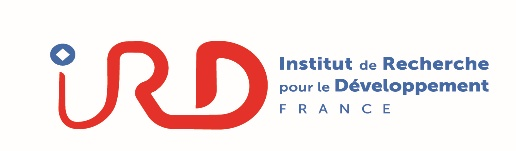 iRD
Institut de Recherche
pour le Développement
FRANCE